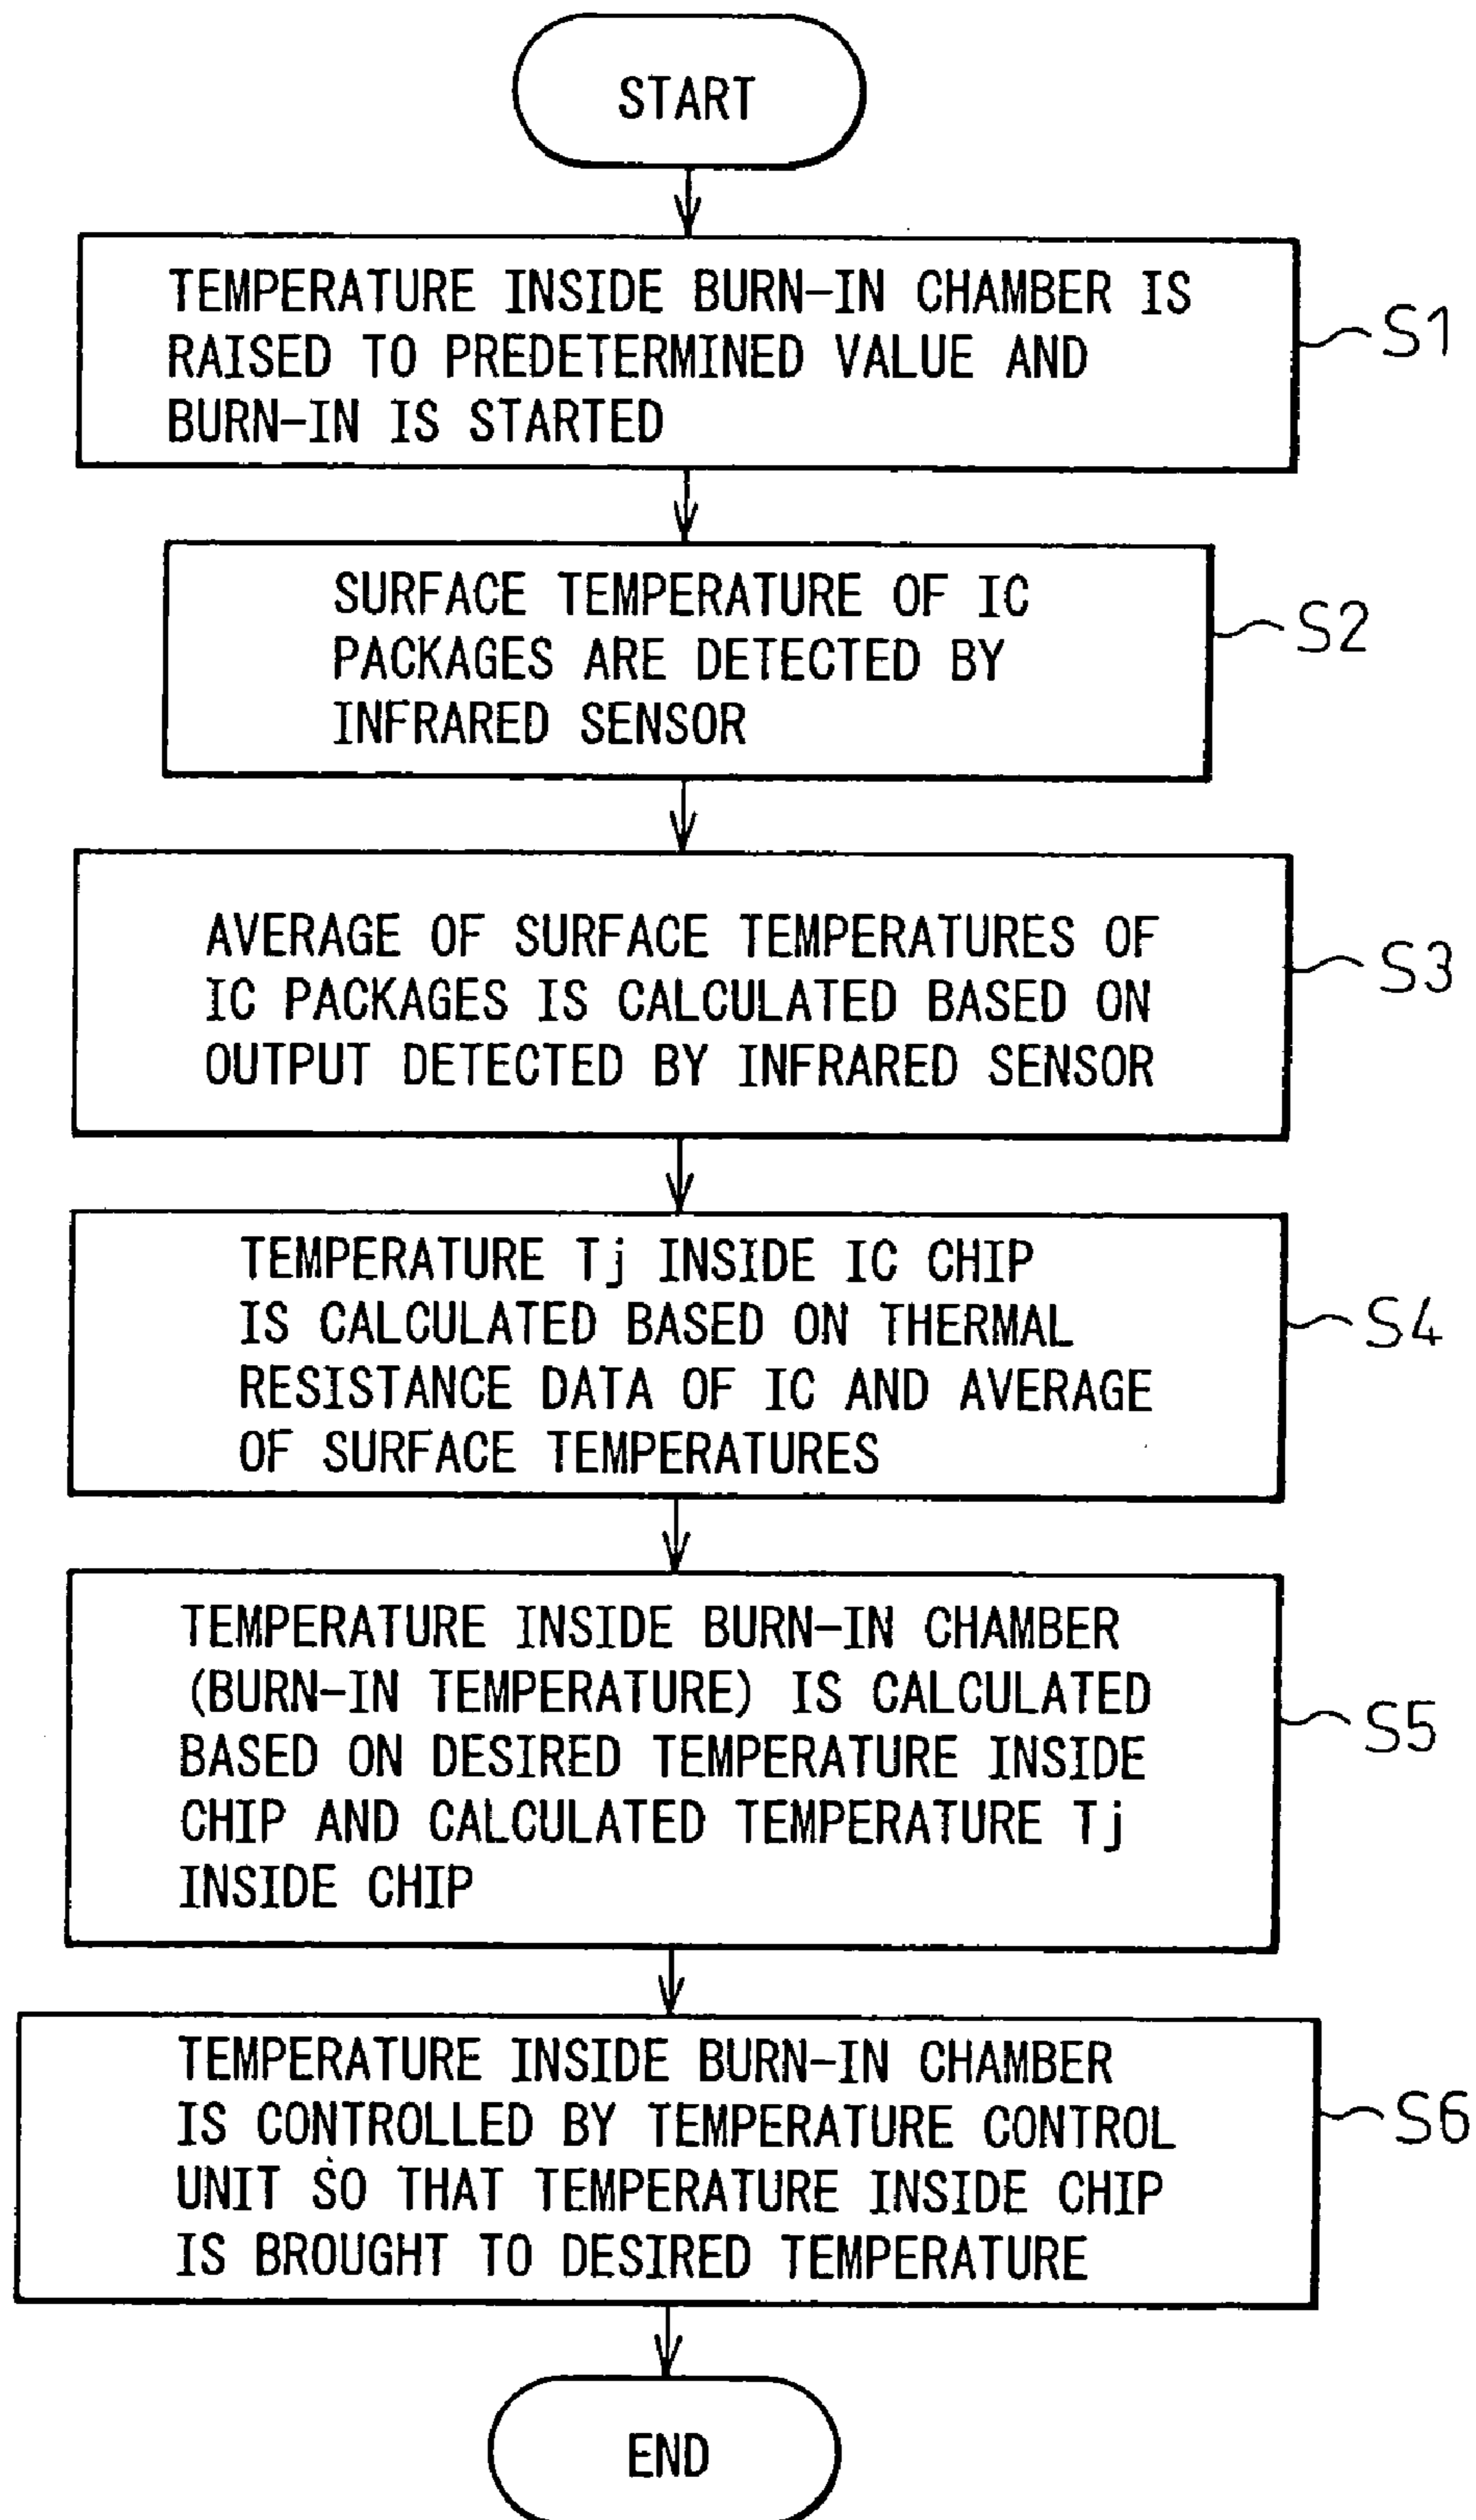 START
TEMPERATURE INSIDE BURN-IN CHAMBER IS
RAISED TO PREDETERMINED VALUE AND
BURN-IN IS STARTED
S1
SURFACE TEMPERATURE OF IC
PACKAGES ARE DETECTED BY
INFRARED SENSOR
S2
AVERAGE OF SURFACE TEMPERATURES OF
IC PACKAGES IS CALCULATED BASED ON
OUTPUT DETECTED BY INFRARED SENSOR
S3
TEMPERATURE Tj INSIDE IC CHIP
IS CALCULATED BASED ON THERMAL
RESISTANCE DATA OF IC AND AVERAGE
OF SURFACE TEMPERATURES
S4
TEMPERATURE INSIDE BURN-IN CHAMBER
(BURN-IN TEMPERATURE) IS CALCULATED
BASED ON DESIRED TEMPERATURE INSIDE
CHIP AND CALCULATED TEMPERATURE Tj
INSIDE CHIP
S5
TEMPERATURE INSIDE BURN-IN CHAMBER
IS CONTROLLED BY TEMPERATURE CONTROL
UNIT SO THAT TEMPERATURE INSIDE CHIP
IS BROUGHT TO DESIRED TEMPERATURE
S6
END